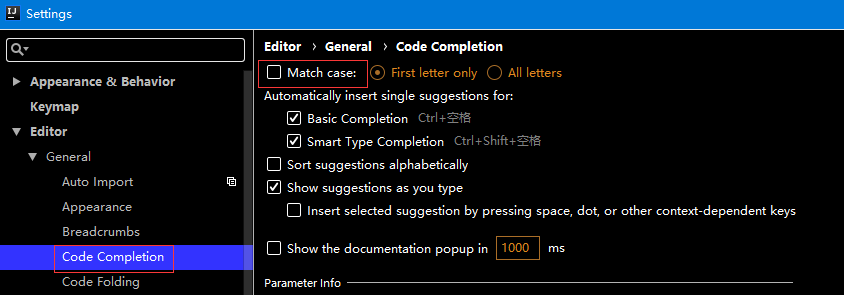 IJ Settings
Editor › General › Code Completion
Match case: First letter only All letters
Appearance & Behavior
Automatically insert single suggestions for:
Keymap
Basic Completion Ctrl+空格
Editor
Smart Type Completion Ctrl+Shift+空格
General
Sort suggestions alphabetically
Auto Import
Show suggestions as you type
Appearance
Insert selected suggestion by pressing space, dot, or other context-dependent keys
Breadcrumbs
Code Completion
Show the documentation popup in 1000 ms
Code Folding
Parameter Info